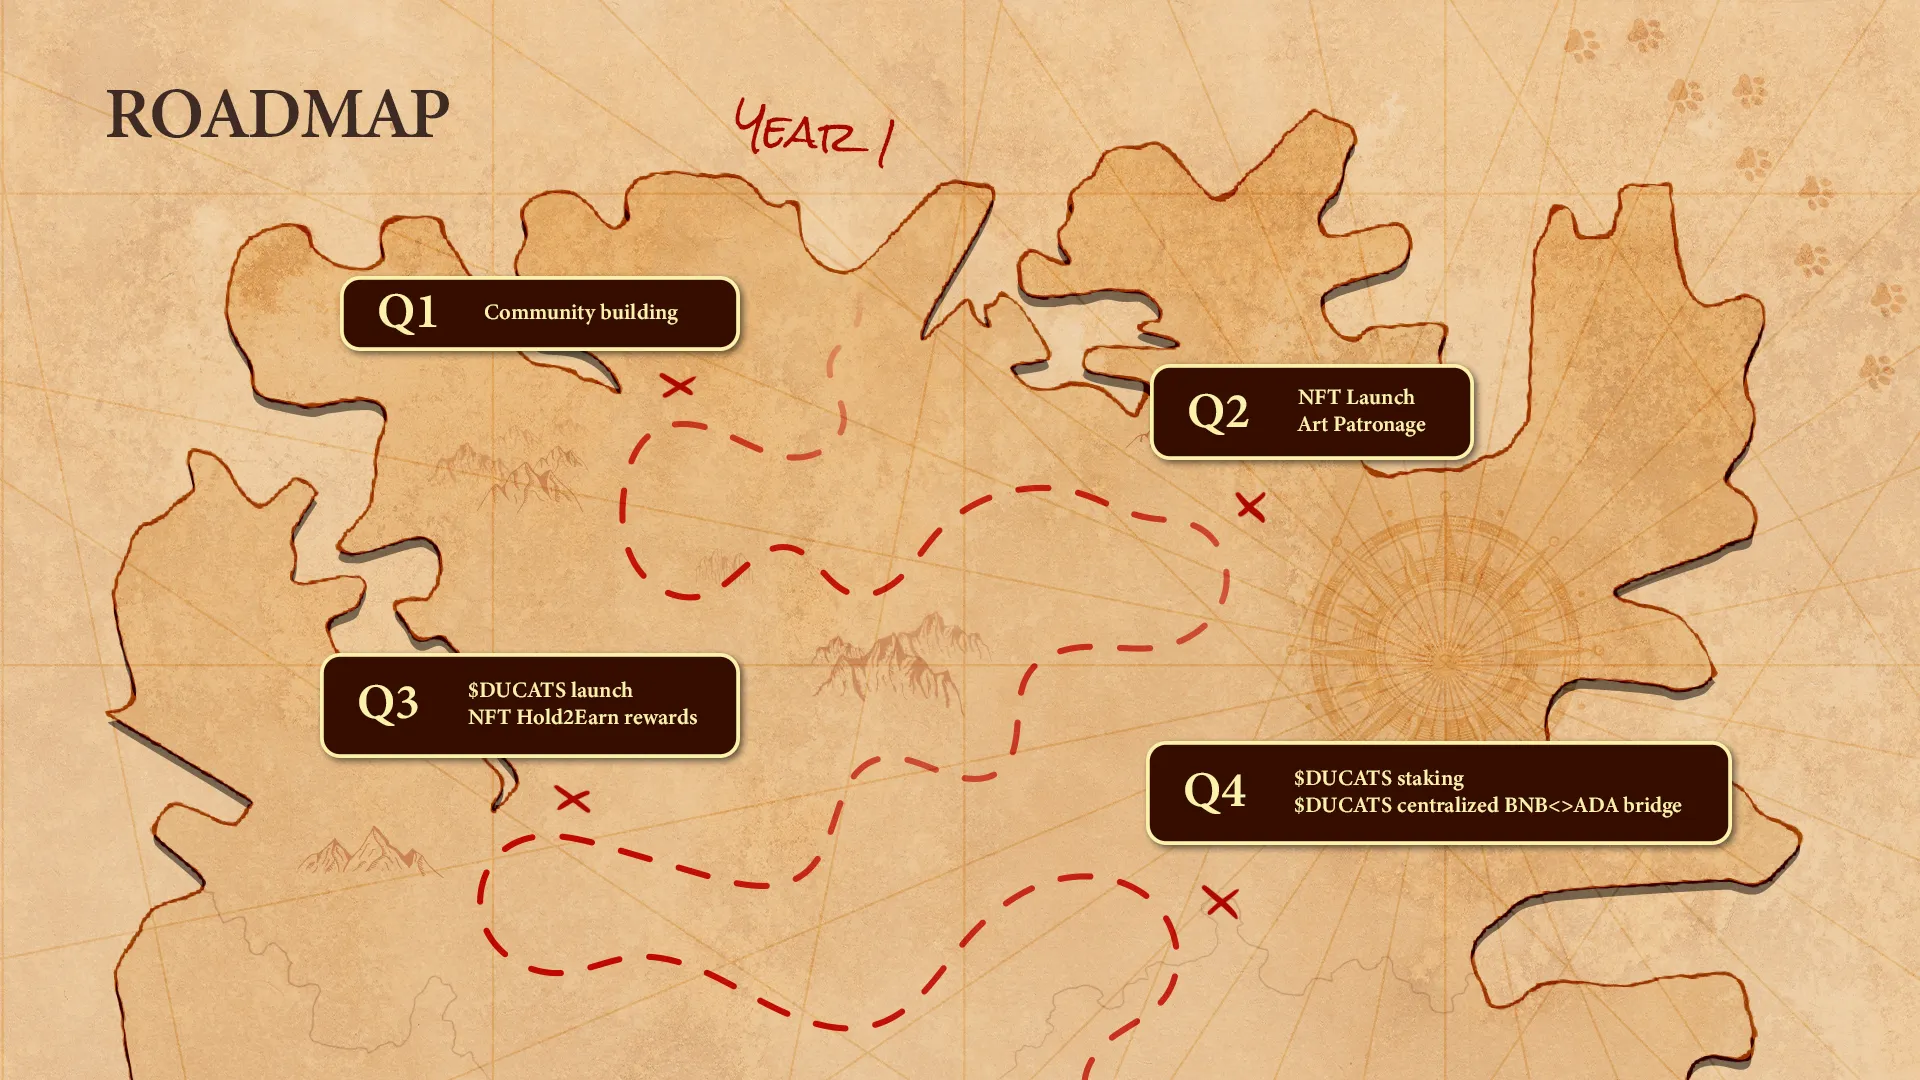 ROADMAP
YEAR 1
Q1
Community building
Q2
NFT Launch
Art Patronage
Q3
$DUCATS launch
NFT Hold2Earn rewards
Q4
$DUCATS staking
$DUCATS centralized BNB<>ADA bridge